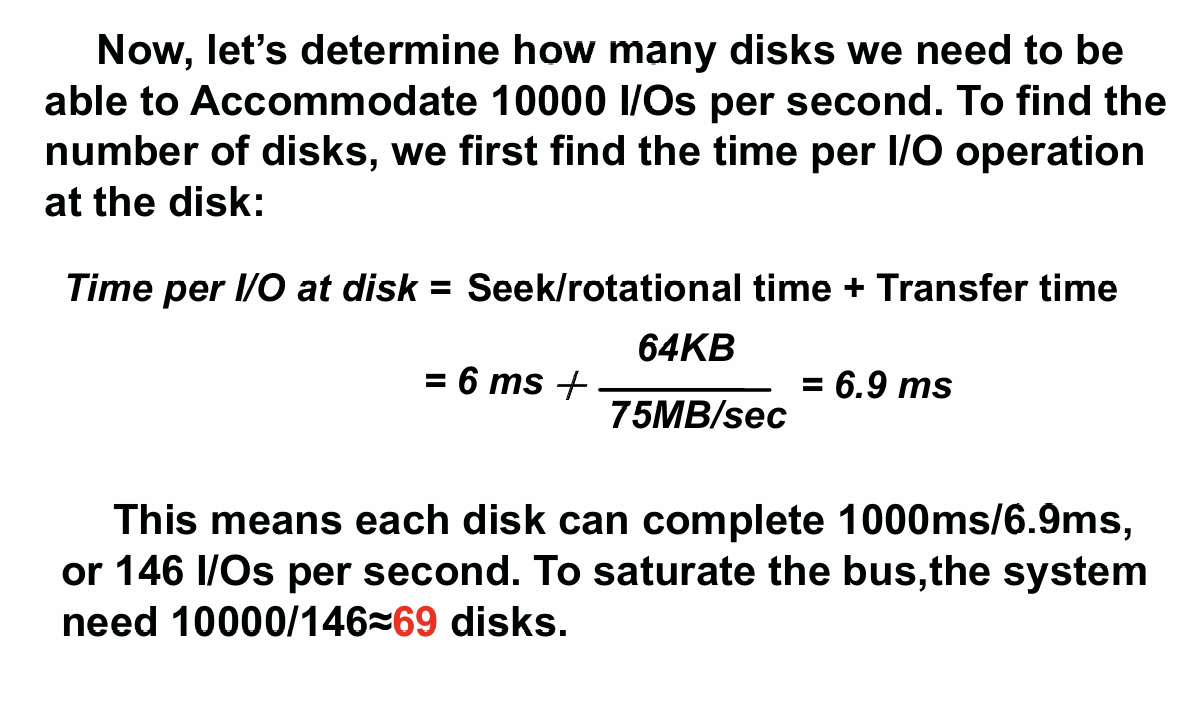 Now, let’s determine how many disks we need to be
able to Accommodate 10000 I/Os per second. To find the
number of disks, we first find the time per I/O operation
at the disk:
Time per I/O at disk = Seek/rotational time + Transfer time
= 6 ms + 64KB / 75MB/sec = 6.9 ms
This means each disk can complete 1000ms/6.9ms,
or 146 I/Os per second. To saturate the bus,the system
need 10000/146≈69 disks.